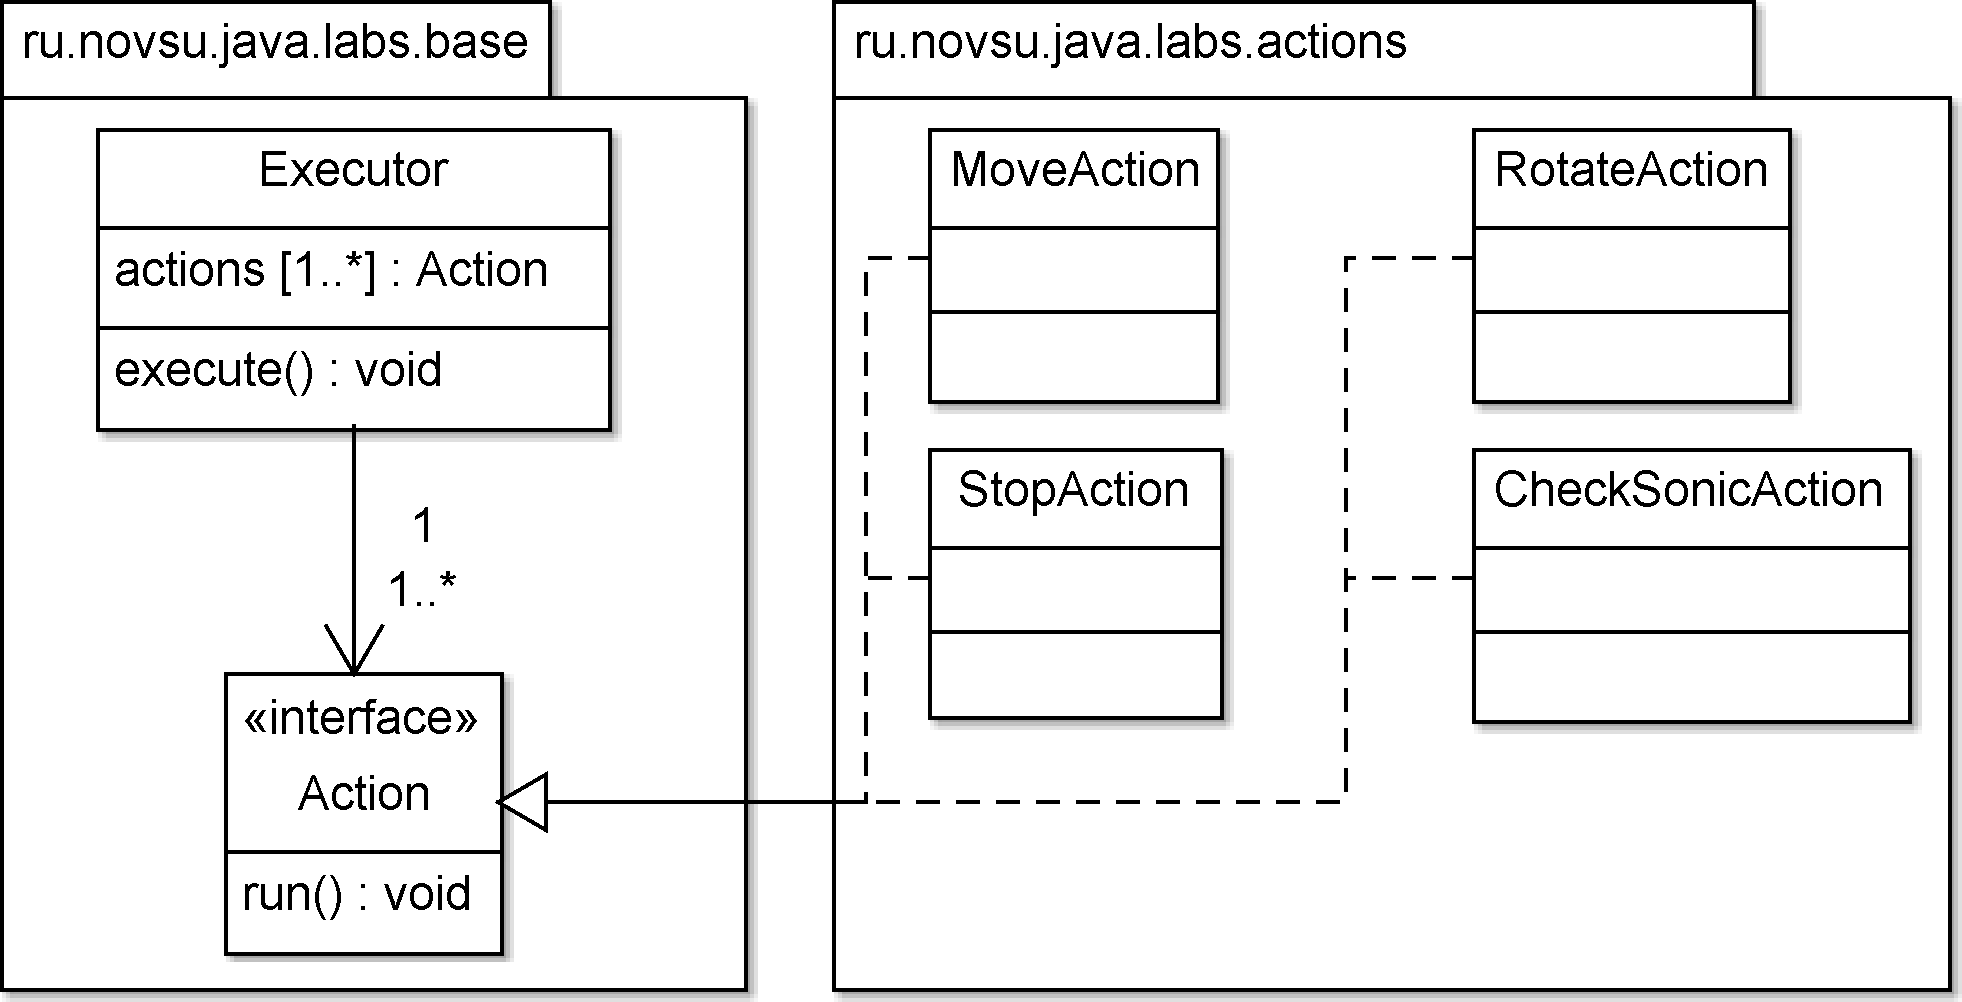 ru.novsu.java.labs.base
Executor
actions [1..*] : Action
execute() : void
1
1..*
«interface»
Action
run() : void
ru.novsu.java.labs.actions
MoveAction
RotateAction
StopAction
CheckSonicAction